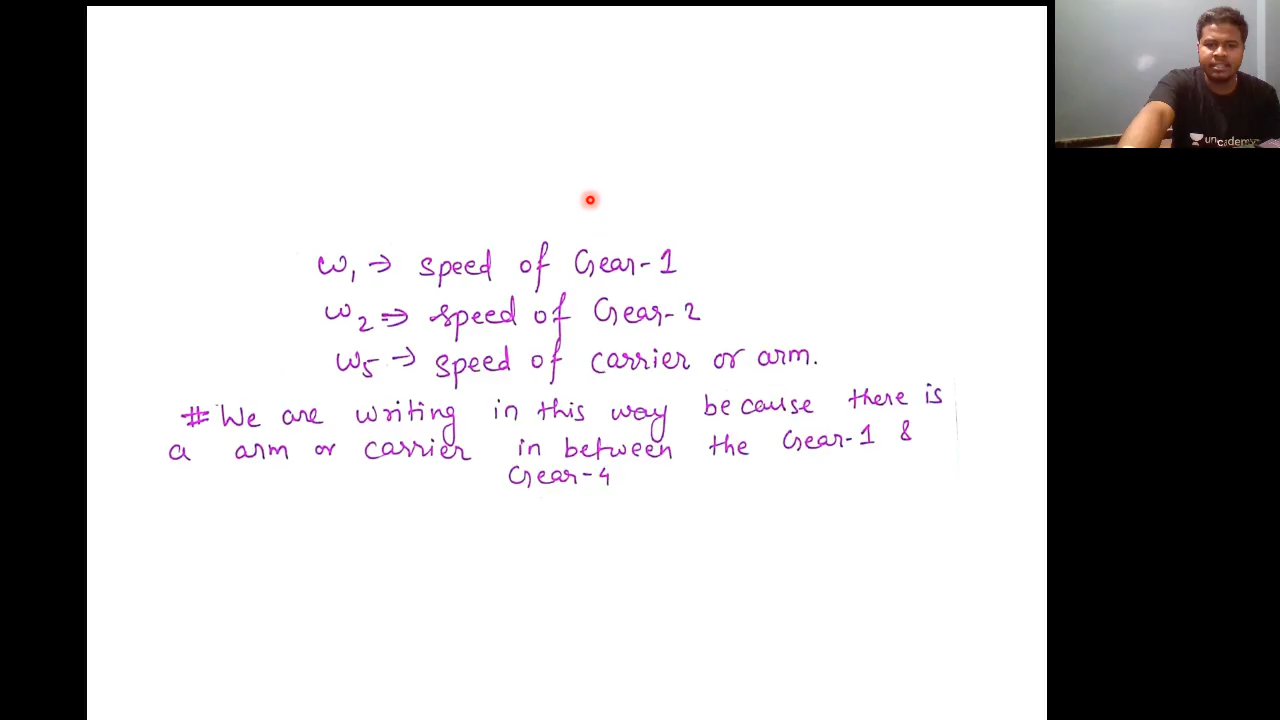 ω₁ → speed of Gear-1
ω₂ ⇒ speed of Gear-2
ω₅ → speed of carrier or arm.
# We are writing in this way because there is
a arm or carrier in between the Gear-1 &
Gear-4
unacademy